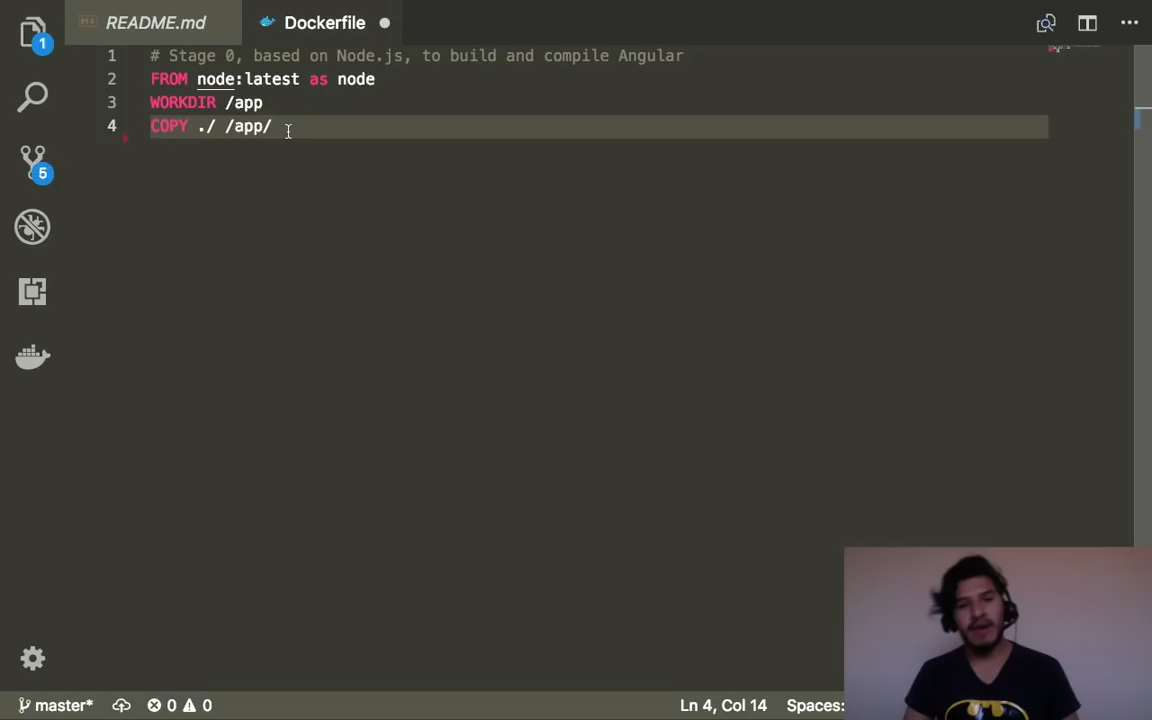 README.md
Dockerfile
1
1 # Stage 0, based on Node.js, to build and compile Angular
2 FROM node:latest as node
3 WORKDIR /app
4 COPY ./ /app/
5
master*
0
0
Ln 4, Col 14
Spaces: